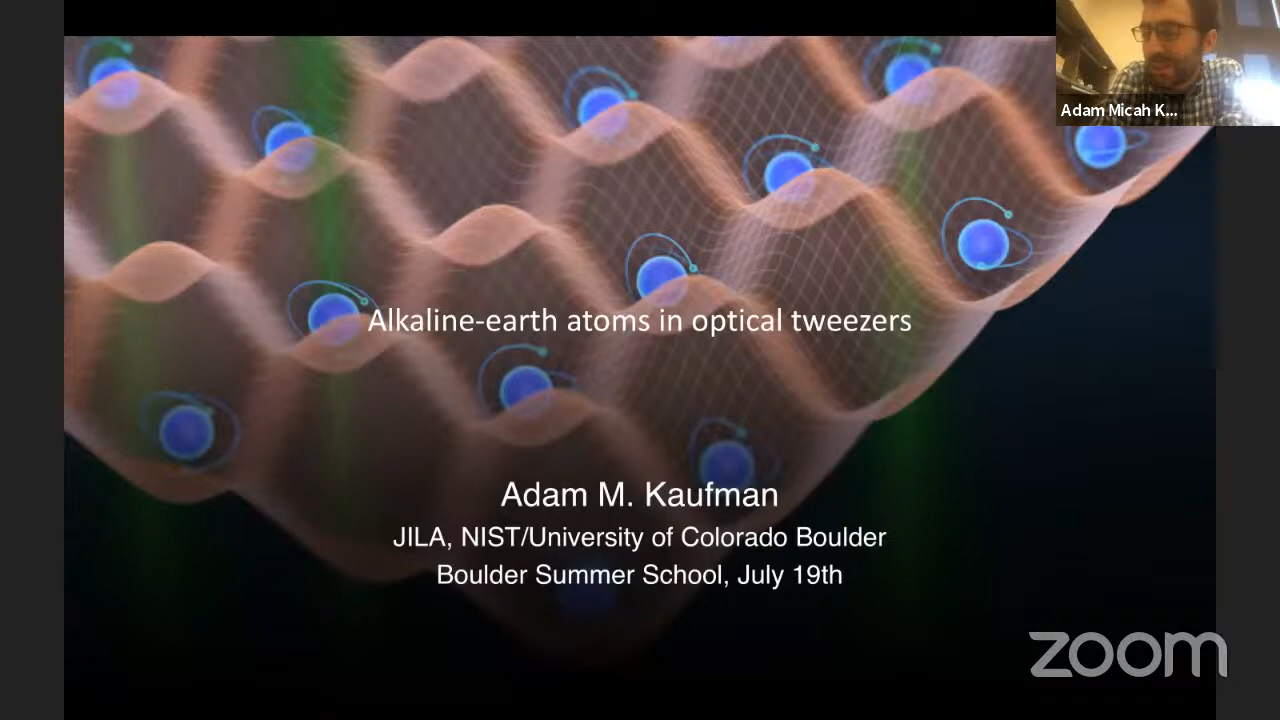 Adam Micah K...
Alkaline-earth atoms in optical tweezers
Adam M. Kaufman
JILA, NIST/University of Colorado Boulder
Boulder Summer School, July 19th
zoom